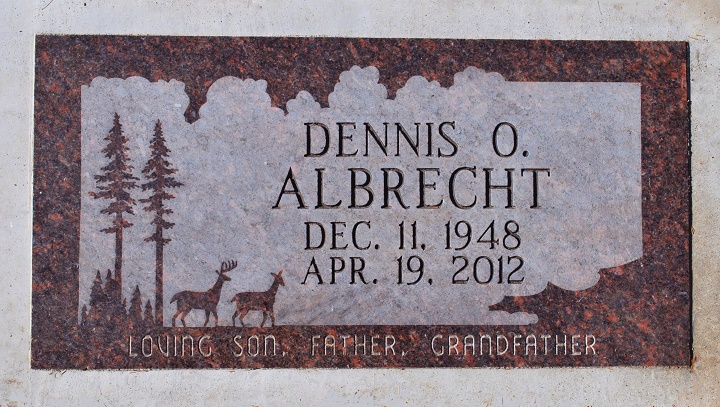 DENNIS O.
ALBRECHT
DEC. 11, 1948
APR. 19, 2012
LOVING SON, FATHER, GRANDFATHER